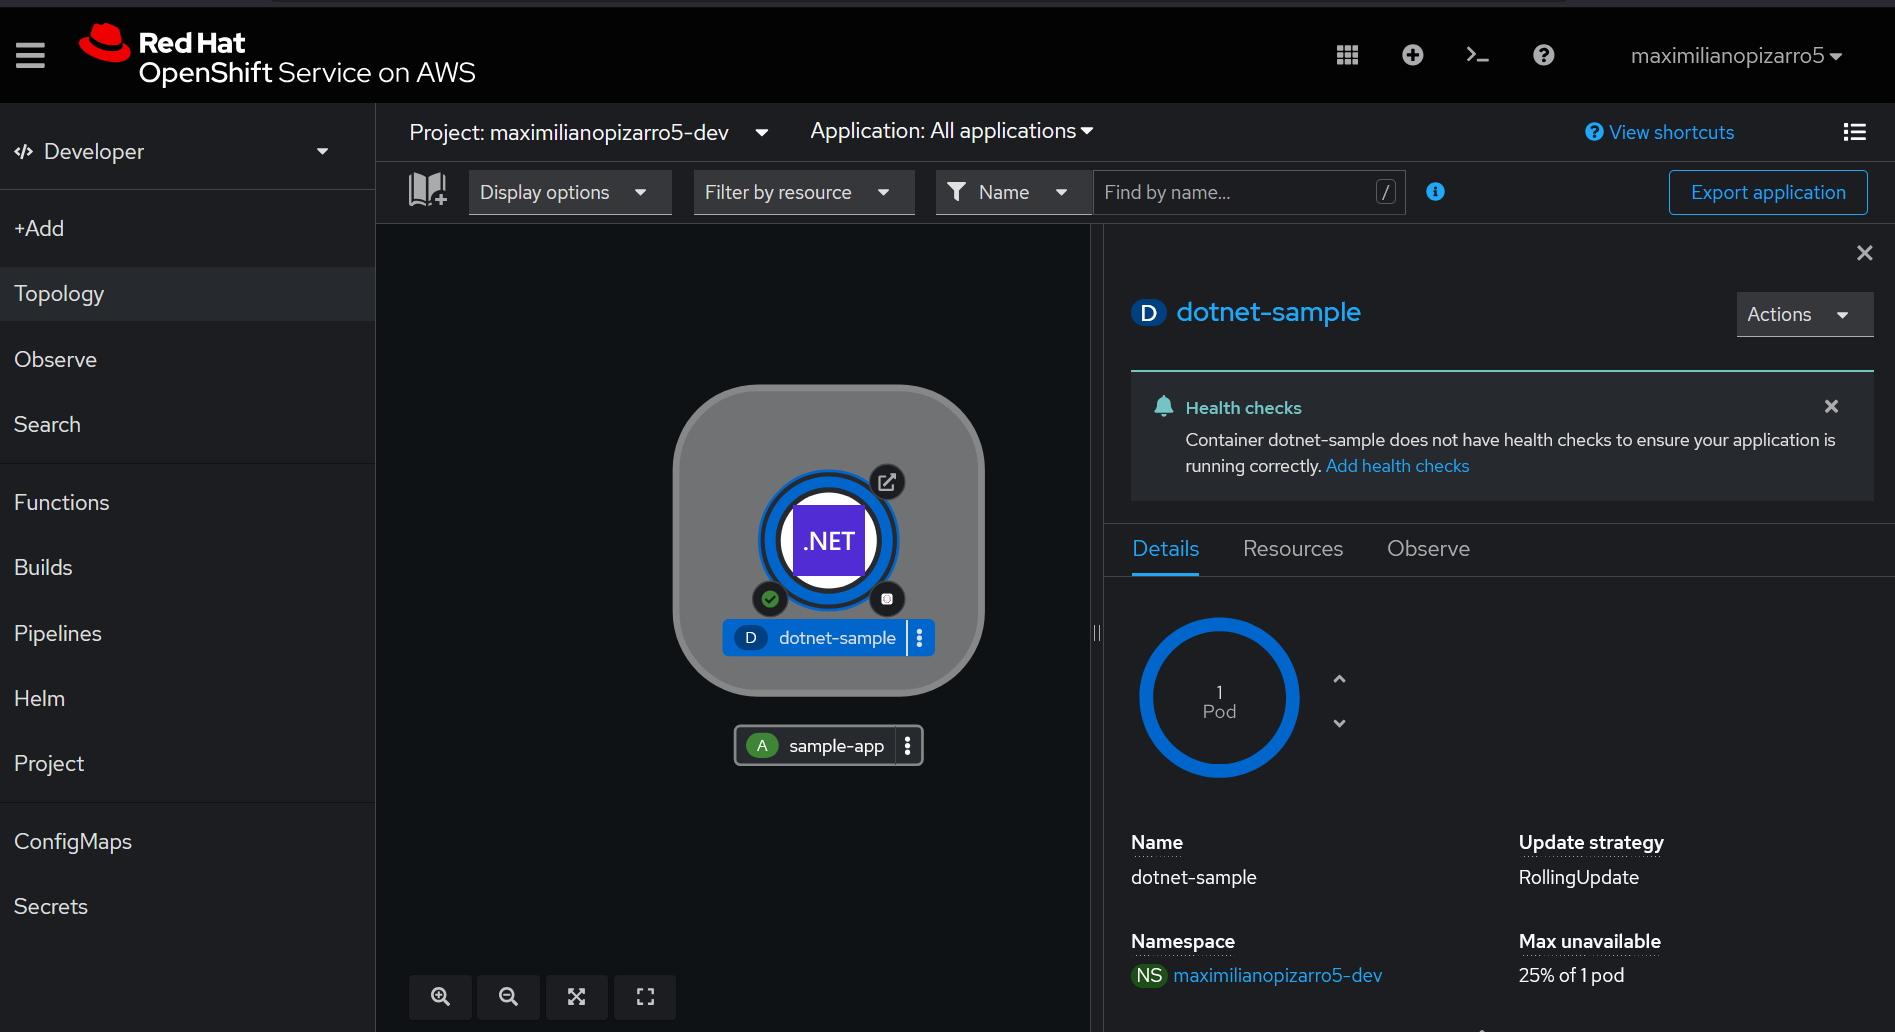 Red Hat
OpenShift Service on AWS
maximilianopizarro5
Developer
Project: maximilianopizarro5-dev
Application: All applications
View shortcuts
Display options
Filter by resource
Name
Find by name...
/
Export application
+Add
Topology
Observe
Search
Functions
Builds
Pipelines
Helm
Project
ConfigMaps
Secrets
.NET
D dotnet-sample
A sample-app
D dotnet-sample
Actions
Health checks
Container dotnet-sample does not have health checks to ensure your application is
running correctly. Add health checks
Details
Resources
Observe
1
Pod
Name
dotnet-sample
Update strategy
RollingUpdate
Namespace
NS maximilianopizarro5-dev
Max unavailable
25% of 1 pod